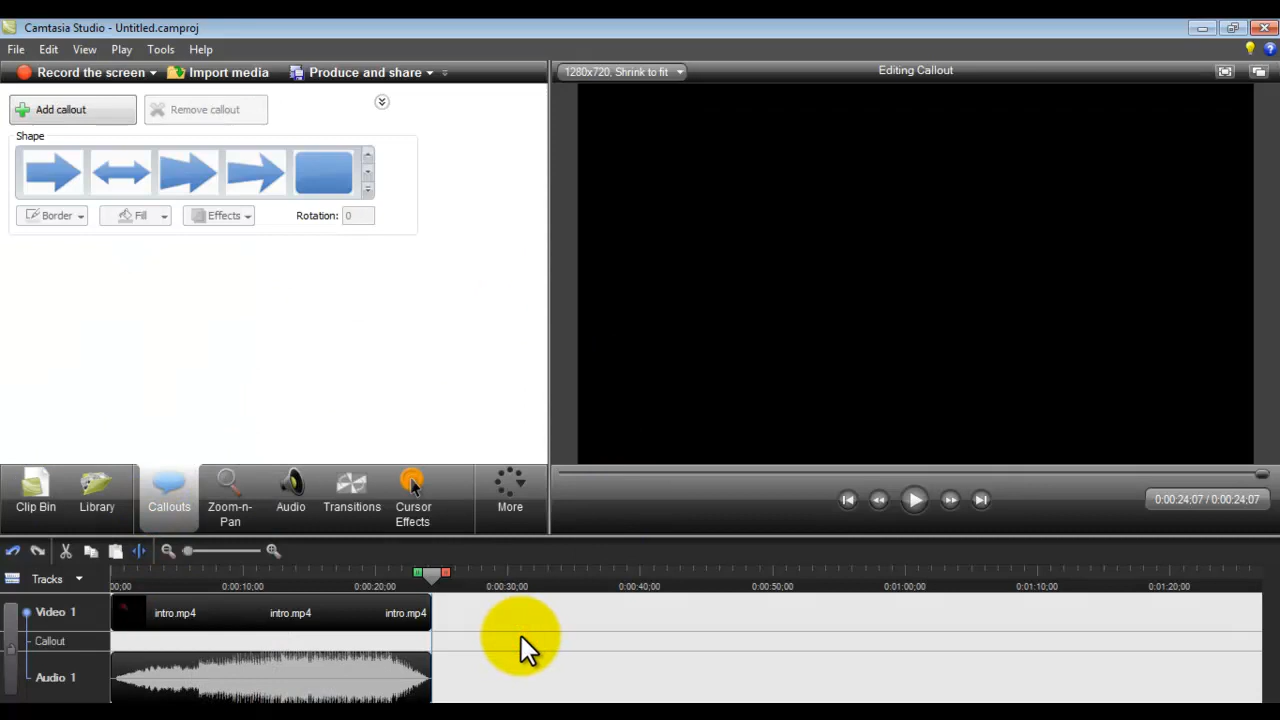 Camtasia Studio - Untitled.camproj
File Edit View Play Tools Help
Record the screen Import media Produce and share
1280x720, Shrink to fit
Editing Callout
Add callout Remove callout
Shape
Border Fill Effects Rotation: 0
Clip Bin Library Callouts Zoom-n-Pan Audio Transitions Cursor Effects More
0:00:24;07 / 0:00:24;07
Tracks
00;00 0:00:10;00 0:00:20;00 0:00:30;00 0:00:40;00 0:00:50;00 0:01:00;00 0:01:10;00 0:01:20;00
Video 1 intro.mp4 intro.mp4 intro.mp4
Callout
Audio 1